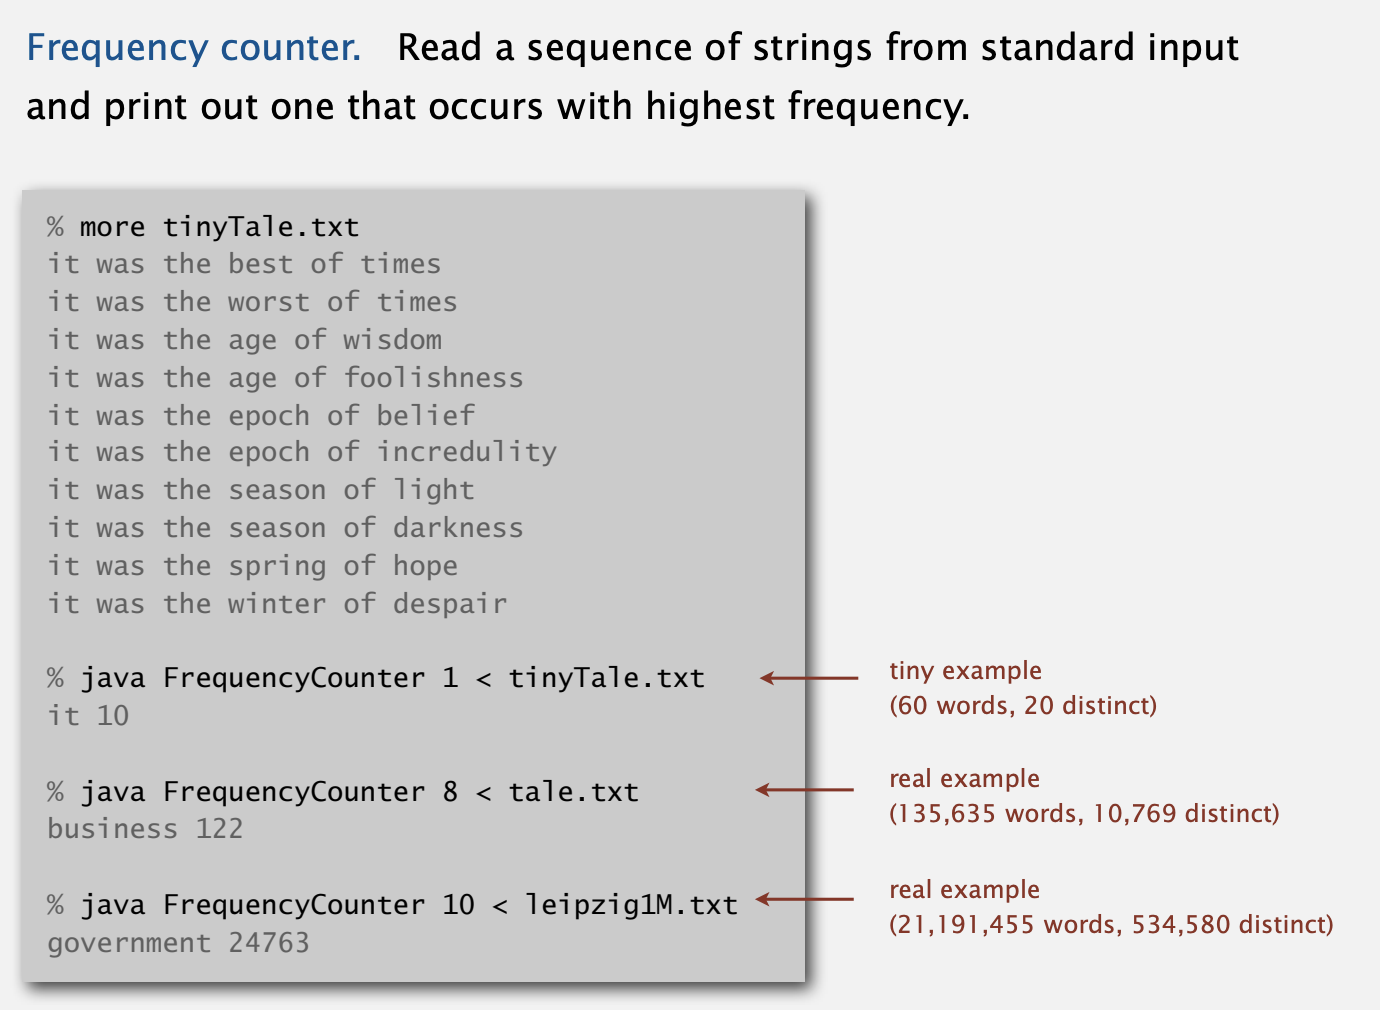 Frequency counter. Read a sequence of strings from standard input
and print out one that occurs with highest frequency.
% more tinyTale.txt
it was the best of times
it was the worst of times
it was the age of wisdom
it was the age of foolishness
it was the epoch of belief
it was the epoch of incredulity
it was the season of light
it was the season of darkness
it was the spring of hope
it was the winter of despair
% java FrequencyCounter 1 < tinyTale.txt
it 10
tiny example
(60 words, 20 distinct)
% java FrequencyCounter 8 < tale.txt
business 122
real example
(135,635 words, 10,769 distinct)
% java FrequencyCounter 10 < leipzig1M.txt
government 24763
real example
(21,191,455 words, 534,580 distinct)